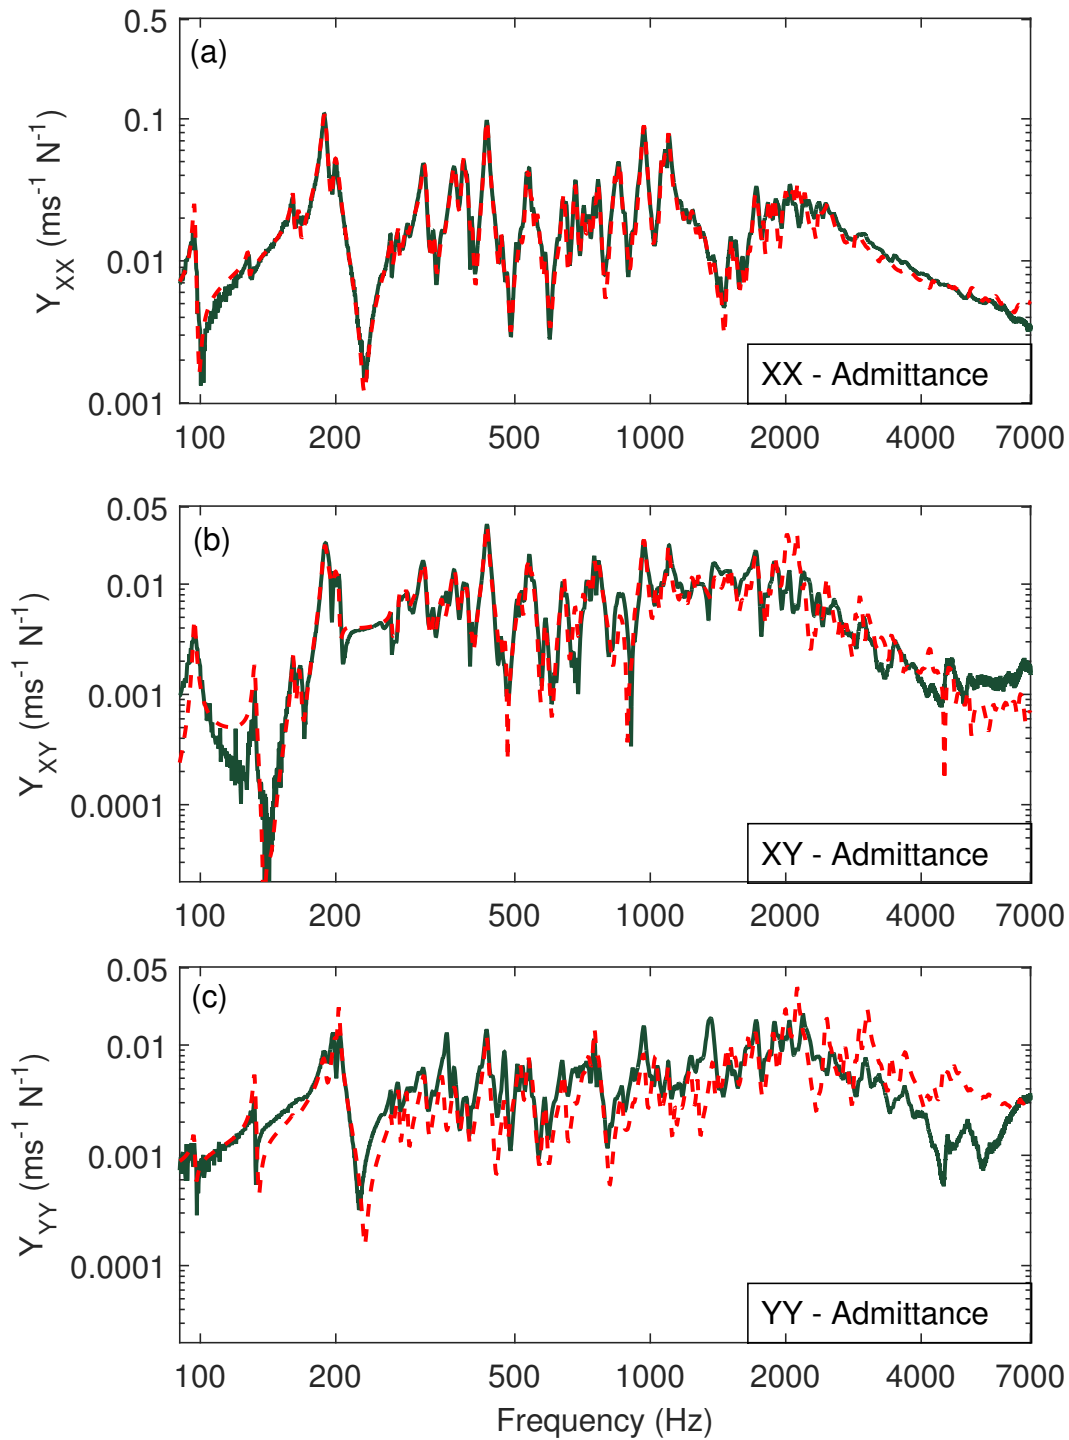 (a)
0.5
0.1
0.01
0.001
Y_XX (ms^-1 N^-1)
XX - Admittance
100 200 500 1000 2000 4000 7000
(b)
0.05
0.01
0.001
0.0001
Y_XY (ms^-1 N^-1)
XY - Admittance
100 200 500 1000 2000 4000 7000
(c)
0.05
0.01
0.001
0.0001
Y_YY (ms^-1 N^-1)
YY - Admittance
100 200 500 1000 2000 4000 7000
Frequency (Hz)